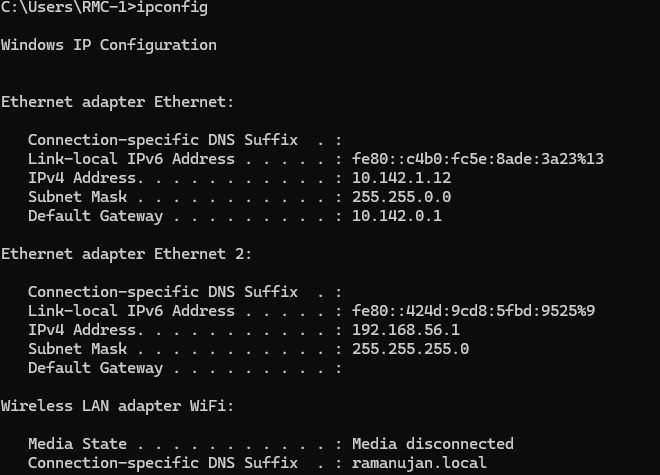 C:\Users\RMC-1>ipconfig
Windows IP Configuration
Ethernet adapter Ethernet:
Connection-specific DNS Suffix . :
Link-local IPv6 Address . . . . . : fe80::c4b0:fc5e:8ade:3a23%13
IPv4 Address. . . . . . . . . . . : 10.142.1.12
Subnet Mask . . . . . . . . . . . : 255.255.0.0
Default Gateway . . . . . . . . . : 10.142.0.1
Ethernet adapter Ethernet 2:
Connection-specific DNS Suffix . :
Link-local IPv6 Address . . . . . : fe80::424d:9cd8:5fbd:9525%9
IPv4 Address. . . . . . . . . . . : 192.168.56.1
Subnet Mask . . . . . . . . . . . : 255.255.255.0
Default Gateway . . . . . . . . . :
Wireless LAN adapter WiFi:
Media State . . . . . . . . . . . : Media disconnected
Connection-specific DNS Suffix . : ramanujan.local